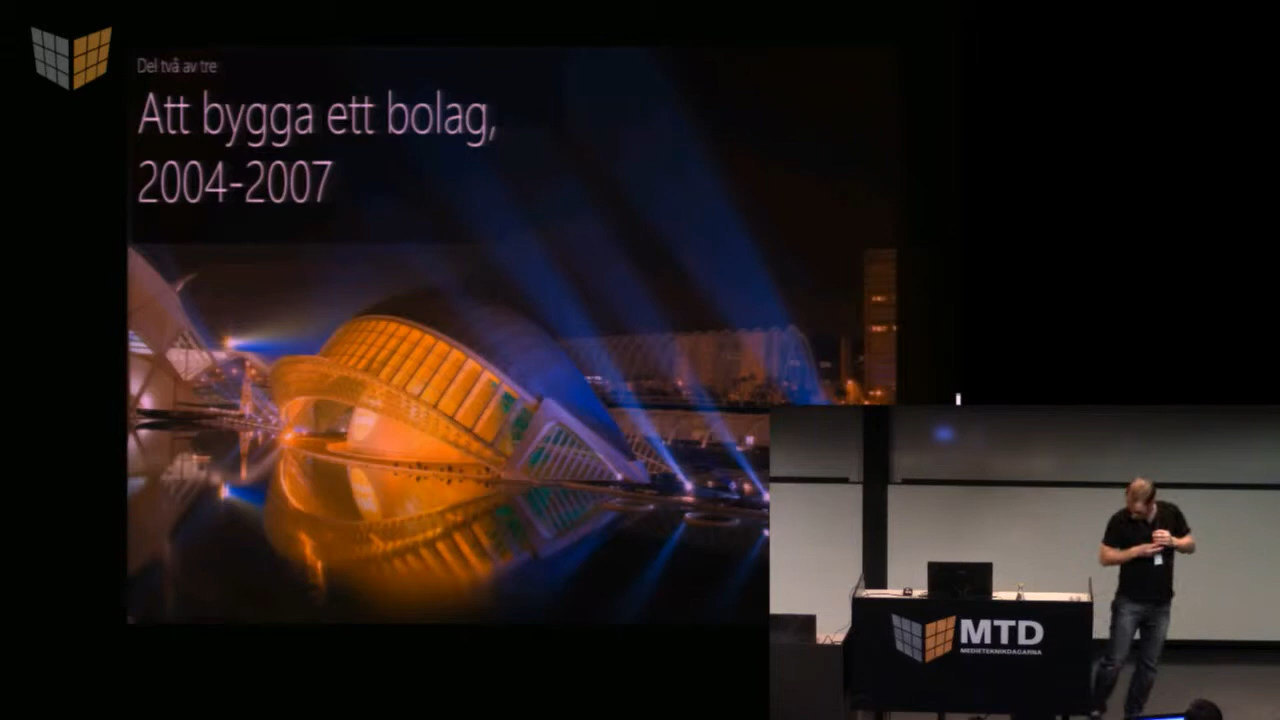 Del två av tre
Att bygga ett bolag,
2004-2007
MTD
MEDIETEKNIKDAGARNA